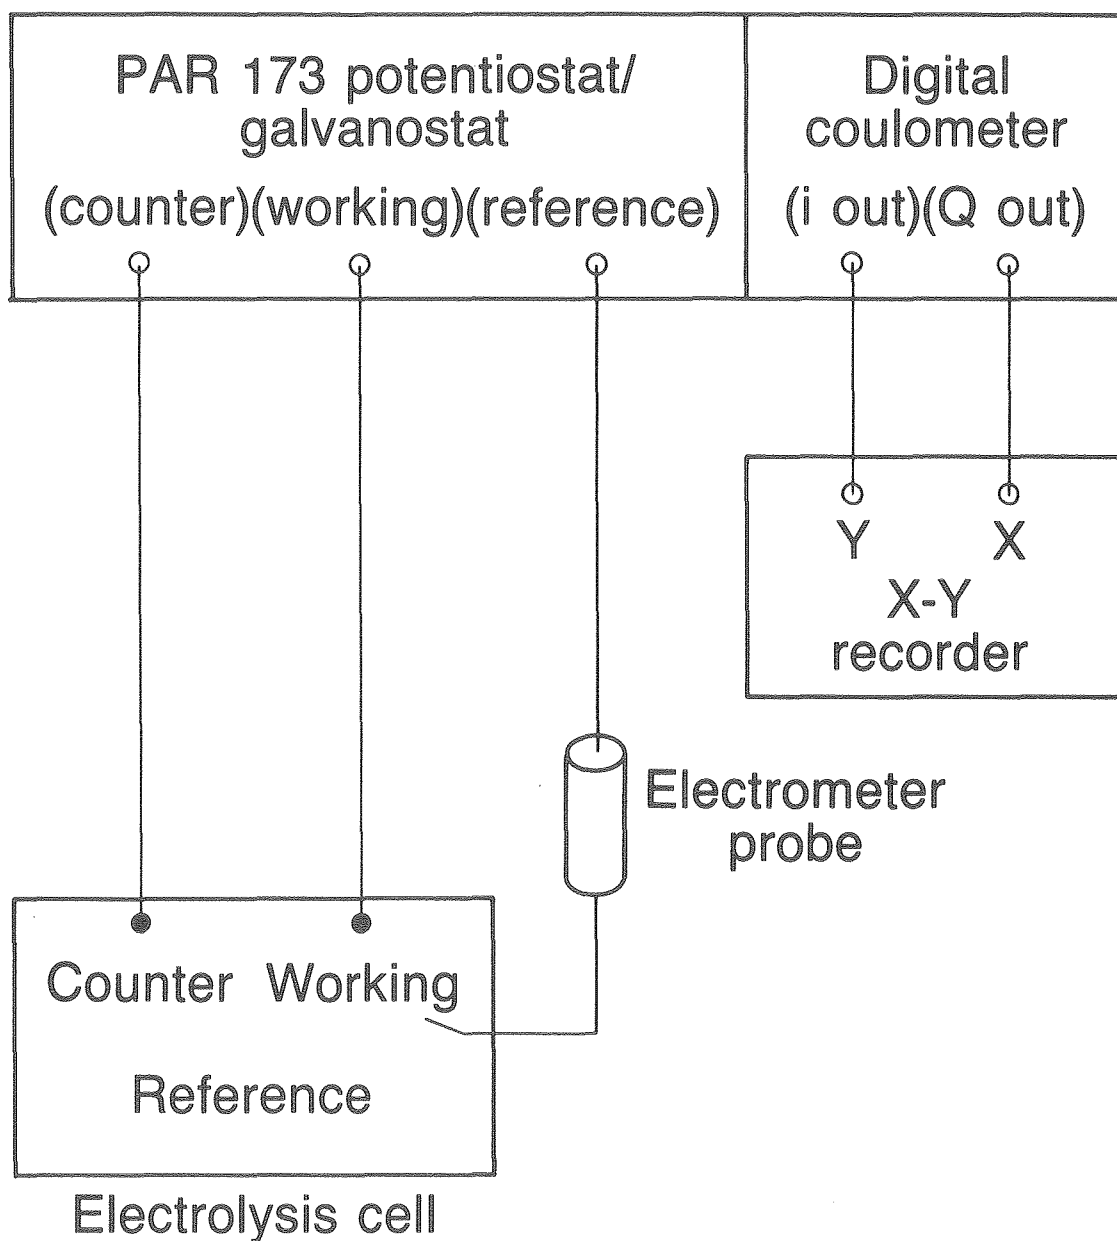 PAR 173 potentiostat/
galvanostat
(counter)(working)(reference)
Digital
coulometer
(i out)(Q out)
Y X
X-Y
recorder
Electrometer
probe
Counter Working
Reference
Electrolysis cell